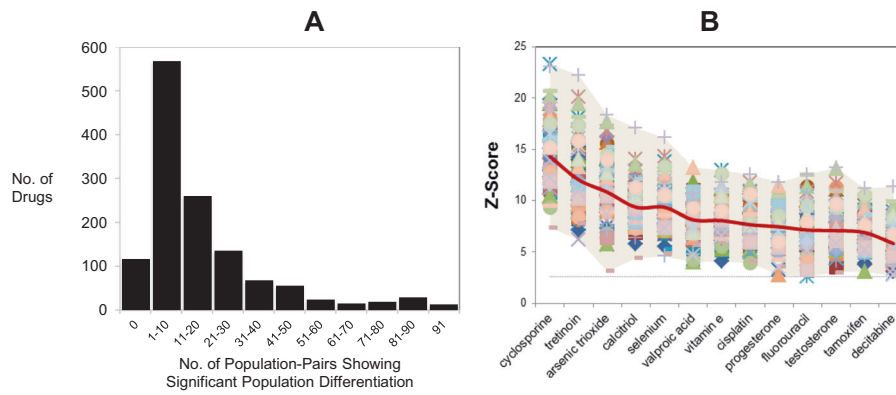 A
600
500
400
300
200
100
0
No. of
Drugs
0
1-10
11-20
21-30
31-40
41-50
51-60
61-70
71-80
81-90
91
No. of Population-Pairs Showing
Significant Population Differentiation
B
25
20
15
10
5
0
Z-Score
cyclosporine
tretinoin
arsenic trioxide
calcitriol
selenium
valproic acid
vitamin e
cisplatin
progesterone
fluorouracil
testosterone
tamoxifen
decitabine